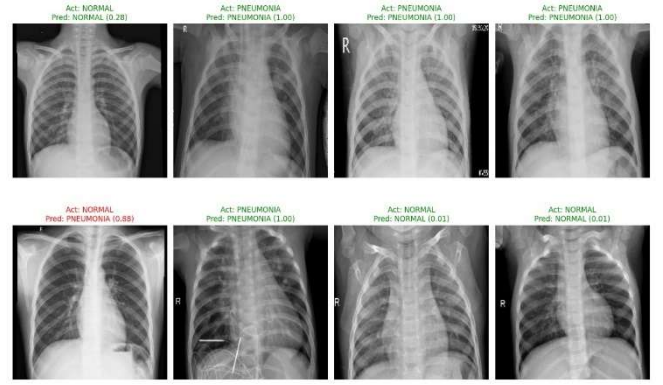 Act: NORMAL
Pred: NORMAL (0.28)
Act: PNEUMONIA
Pred: PNEUMONIA (1.00)
Act: PNEUMONIA
Pred: PNEUMONIA (1.00)
Act: PNEUMONIA
Pred: PNEUMONIA (1.00)
R
R
Act: NORMAL
Pred: PNEUMONIA (0.88)
Act: PNEUMONIA
Pred: PNEUMONIA (1.00)
Act: NORMAL
Pred: NORMAL (0.01)
Act: NORMAL
Pred: NORMAL (0.01)
R
R
R